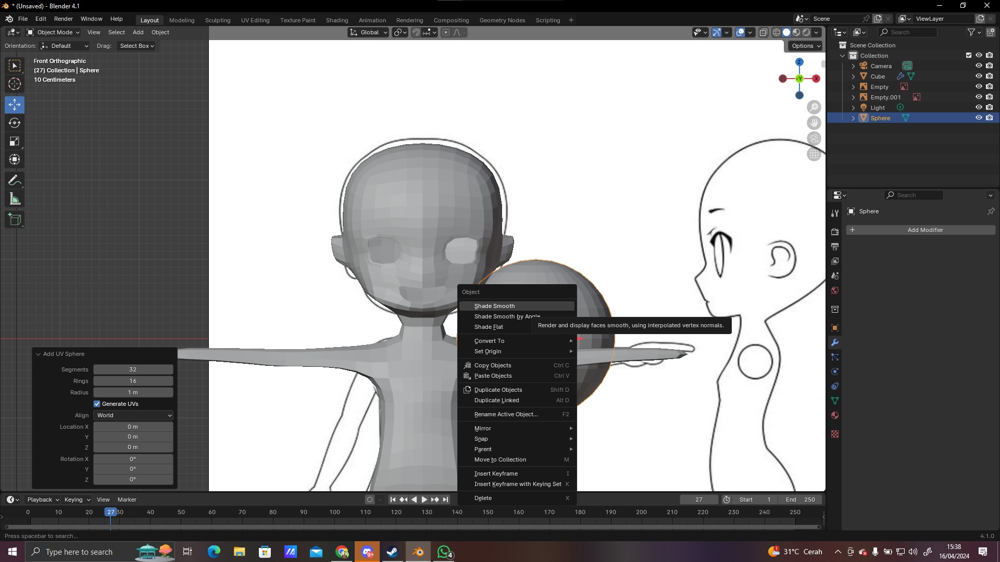 * (Unsaved) - Blender 4.1
File Edit Render Window Help
Layout Modeling Sculpting UV Editing Texture Paint Shading Animation Rendering Compositing Geometry Nodes Scripting +
Scene
ViewLayer
Object Mode View Select Add Object
Global
Search
Orientation: Default Drag: Select Box
Options
Front Orthographic
(27) Collection | Sphere
10 Centimeters
Z
-Y
X
Scene Collection
Collection
Camera
Cube
Empty
Empty.001
Light
Sphere
Search
Sphere
+ Add Modifier
Object
Shade Smooth
Shade Smooth by Angle
Shade Flat
Render and display faces smooth, using interpolated vertex normals.
Convert To
Set Origin
Copy Objects Ctrl C
Paste Objects Ctrl V
Duplicate Objects Shift D
Duplicate Linked Alt D
Rename Active Object... F2
Mirror
Snap
Parent
Move to Collection M
Insert Keyframe I
Insert Keyframe with Keying Set K
Delete X
Add UV Sphere
Segments 32
Rings 16
Radius 1 m
Generate UVs
Align World
Location X 0 m
Y 0 m
Z 0 m
Rotation X 0°
Y 0°
Z 0°
Playback Keying View Marker
27 Start 1 End 250
0 10 20 27 30 40 50 60 70 80 90 100 110 120 130 140 150 160 170 180 190 200 210 220 230 240 250
Press spacebar to search...
4.1.0
Type here to search
9+
4
1
31°C Cerah
15:38
16/04/2024